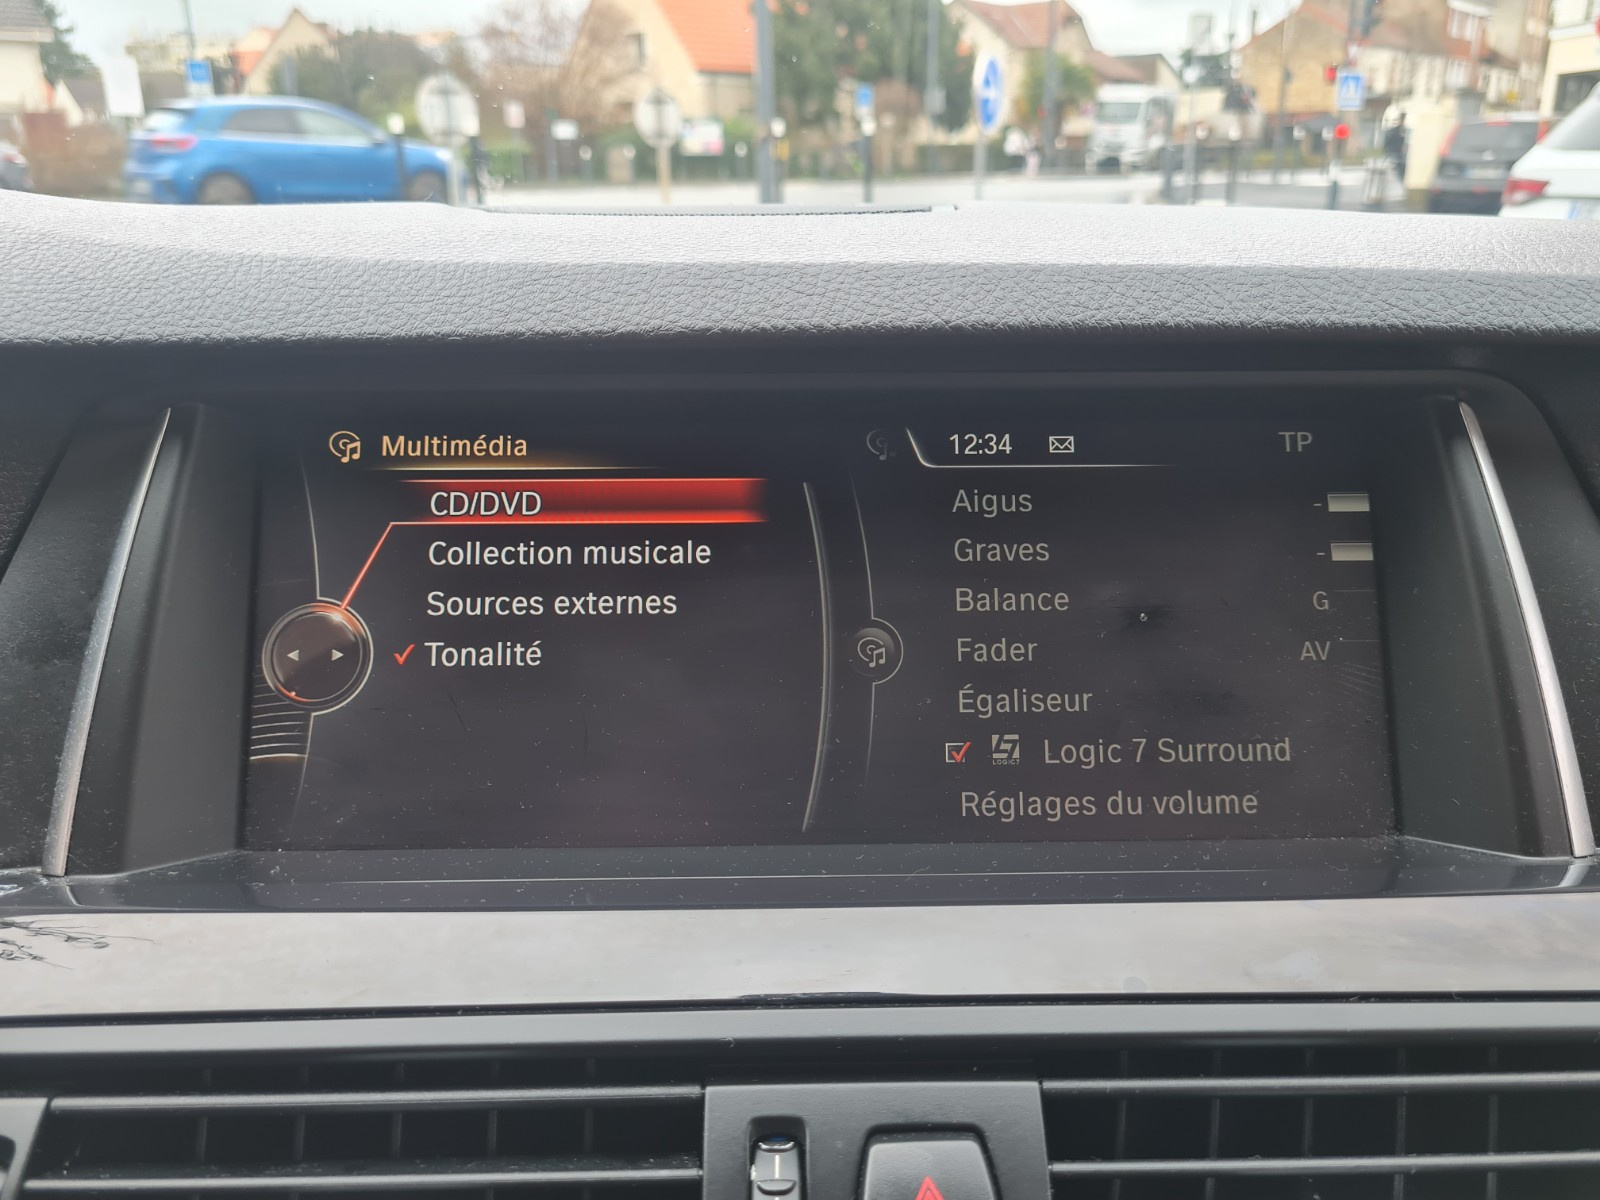 Multimédia
CD/DVD
Collection musicale
Sources externes
Tonalité
12:34
TP
Aigus -
Graves -
Balance G
Fader AV
Égaliseur
LOGIC7 Logic 7 Surround
Réglages du volume